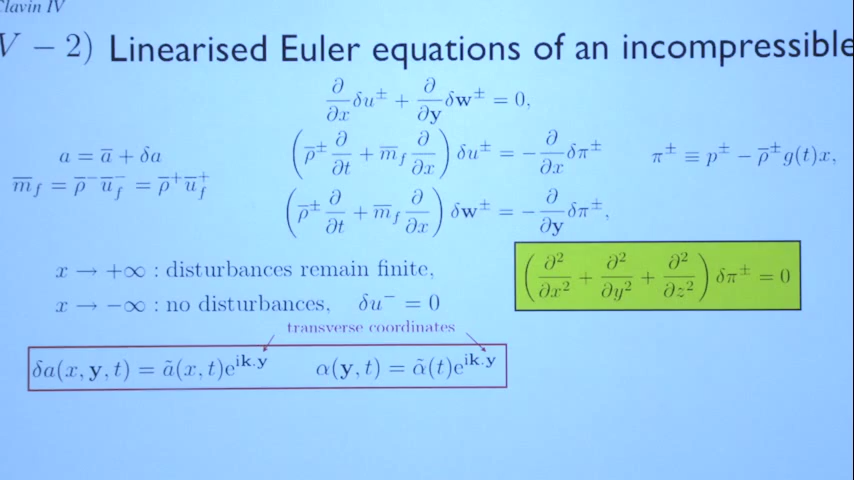 Clavin IV
V − 2) Linearised Euler equations of an incompressible
∂/∂x δu± + ∂/∂y δw± = 0,
a = a̅ + δa
m̅_f = ρ̅⁻u̅_f⁻ = ρ̅⁺u̅_f⁺
(ρ̅± ∂/∂t + m̅_f ∂/∂x) δu± = − ∂/∂x δπ±
π± ≡ p± − ρ̅±g(t)x,
(ρ̅± ∂/∂t + m̅_f ∂/∂x) δw± = − ∂/∂y δπ±,
x → +∞ : disturbances remain finite,
x → −∞ : no disturbances, δu⁻ = 0
(∂²/∂x² + ∂²/∂y² + ∂²/∂z²) δπ± = 0
transverse coordinates
δa(x, y, t) = ã(x, t)e^{ik.y} α(y, t) = α̃(t)e^{ik.y}